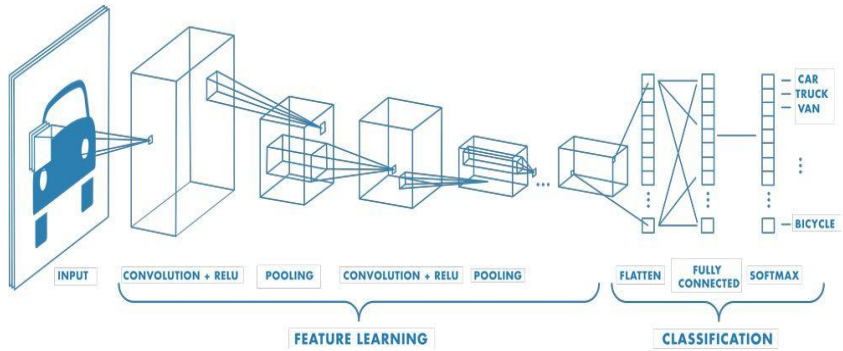 CAR
TRUCK
VAN
BICYCLE
INPUT
CONVOLUTION + RELU
POOLING
CONVOLUTION + RELU
POOLING
FLATTEN
FULLY
CONNECTED
SOFTMAX
FEATURE LEARNING
CLASSIFICATION